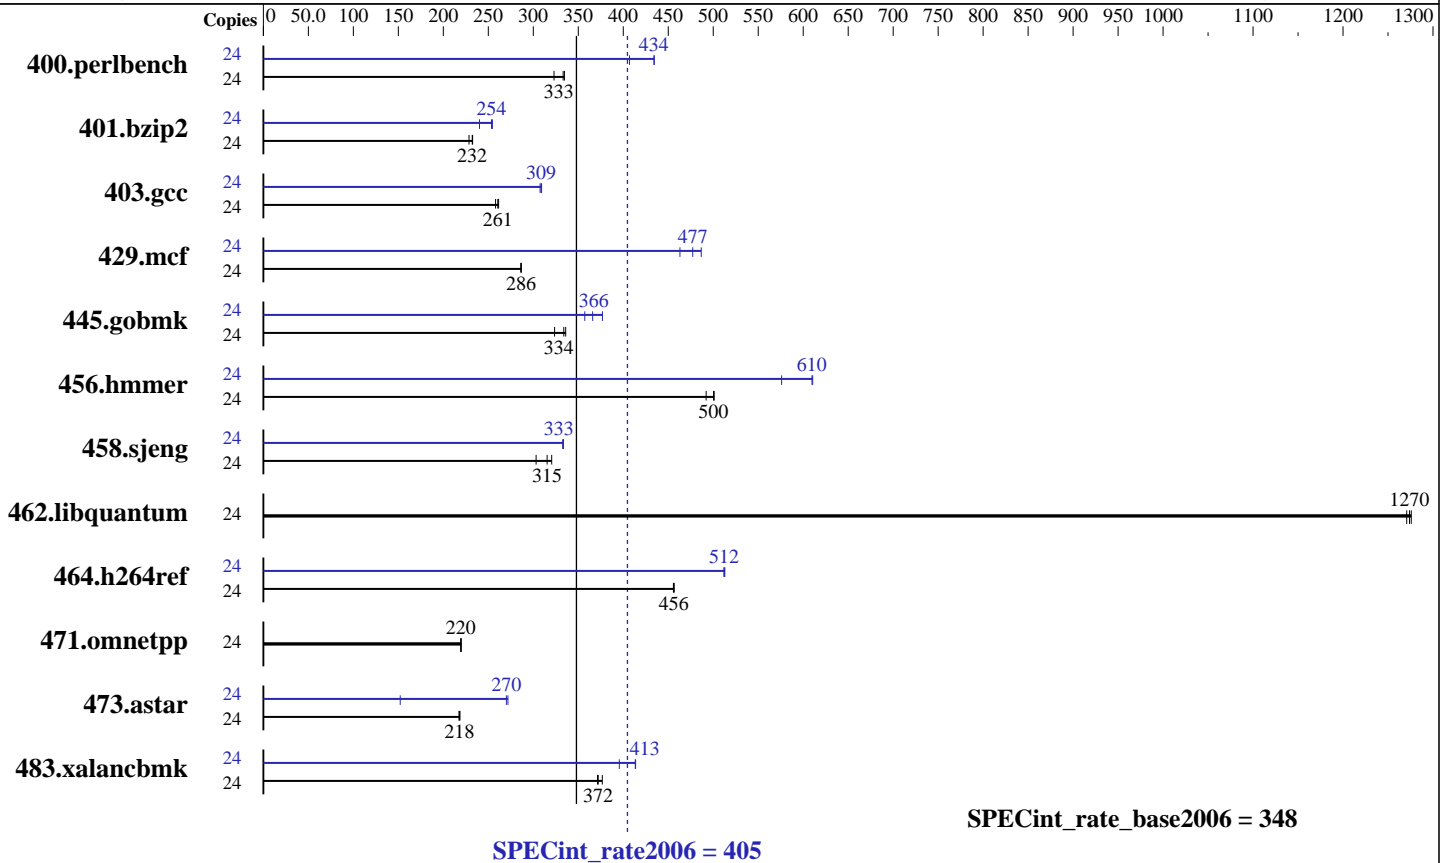 Copies 0 50.0 100 150 200 250 300 350 400 450 500 550 600 650 700 750 800 850 900 950 1000 1100 1200 1300
400.perlbench 24 434
24 333
401.bzip2 24 254
24 232
403.gcc 24 309
24 261
429.mcf 24 477
24 286
445.gobmk 24 366
24 334
456.hmmer 24 610
24 500
458.sjeng 24 333
24 315
462.libquantum 24 1270
464.h264ref 24 512
24 456
471.omnetpp 24 220
473.astar 24 270
24 218
483.xalancbmk 24 413
24 372
SPECint_rate_base2006 = 348
SPECint_rate2006 = 405